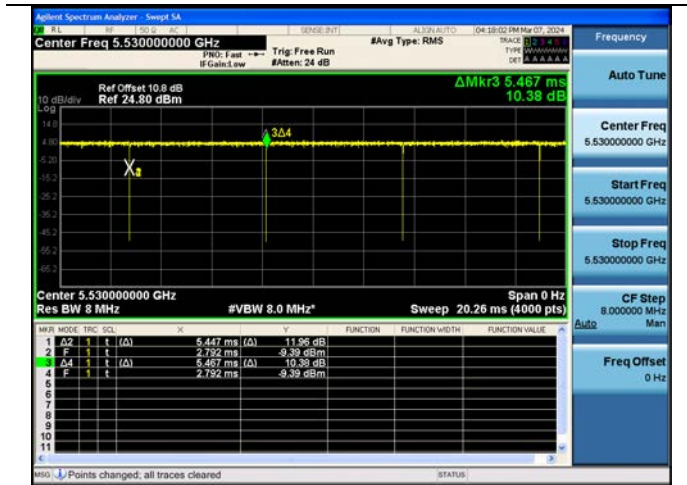 Agilent Spectrum Analyzer - Swept SA
RL RF 50 Ω AC SENSE:INT ALIGN AUTO 04:18:02 PM Mar 07, 2024
Center Freq 5.530000000 GHz #Avg Type: RMS TRACE 1 2 3 4 5 6
PNO: Fast Trig: Free Run TYPE
IFGain:Low #Atten: 24 dB DET A A A A A A
ΔMkr3 5.467 ms
Ref Offset 10.8 dB
10 dB/div Ref 24.80 dBm 10.38 dB
Log
14.8
4.80
3Δ4
-5.20
-15.2
-25.2
-35.2
-45.2
-55.2
-65.2
Center 5.530000000 GHz Span 0 Hz
Res BW 8 MHz #VBW 8.0 MHz* Sweep 20.26 ms (4000 pts)
MKR MODE TRC SCL X Y FUNCTION FUNCTION WIDTH FUNCTION VALUE
1 Δ2 1 t (Δ) 5.447 ms (Δ) 11.96 dB
2 F 1 t 2.792 ms -9.39 dBm
3 Δ4 1 t (Δ) 5.467 ms (Δ) 10.38 dB
4 F 1 t 2.792 ms -9.39 dBm
5
6
7
8
9
10
11
MSG Points changed; all traces cleared STATUS
Frequency
Auto Tune
Center Freq
5.530000000 GHz
Start Freq
5.530000000 GHz
Stop Freq
5.530000000 GHz
CF Step
8.000000 MHz
Auto Man
Freq Offset
0 Hz